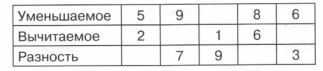 Уменьшаемое 5 9 8 6
Вычитаемое 2 1 6
Разность 7 9 3